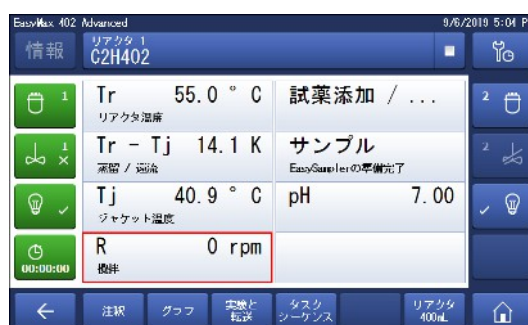 EasyMax 402 Advanced
9/6/2019 5:04 P
情報
リアクタ 1
C2H402
1
Tr 55.0 ° C
リアクタ温度
試薬添加 / ...
2
1
Tr - Tj 14.1 K
蒸留 / 還流
サンプル
EasySamplerの準備完了
2
Tj 40.9 ° C
ジャケット温度
pH 7.00
00:00:00
R 0 rpm
攪拌
注釈
グラフ
実験と
転送
タスク
シーケンス
リアクタ
400mL